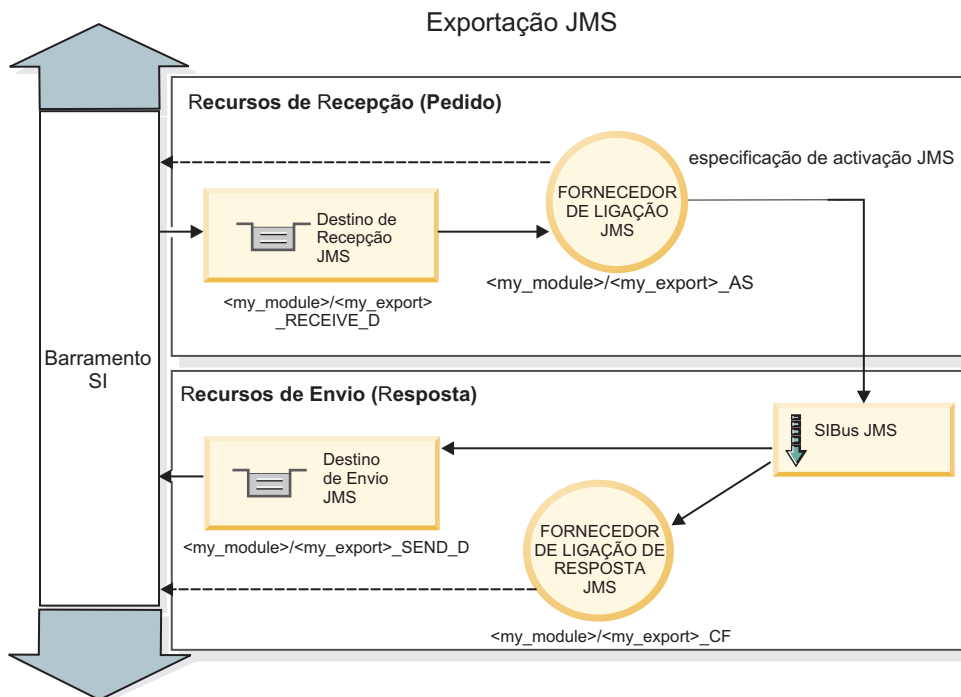 Exportação JMS
Recursos de Recepção (Pedido)
especificação de activação JMS
FORNECEDOR
DE LIGAÇÃO
JMS
Destino de
Recepção
JMS
<my_module>/<my_export>_AS
<my_module>/<my_export>
_RECEIVE_D
Barramento
SI
Recursos de Envio (Resposta)
SIBus JMS
Destino
de Envio
JMS
<my_module>/<my_export>_SEND_D
FORNECEDOR
DE LIGAÇÃO DE
RESPOSTA
JMS
<my_module>/<my_export>_CF